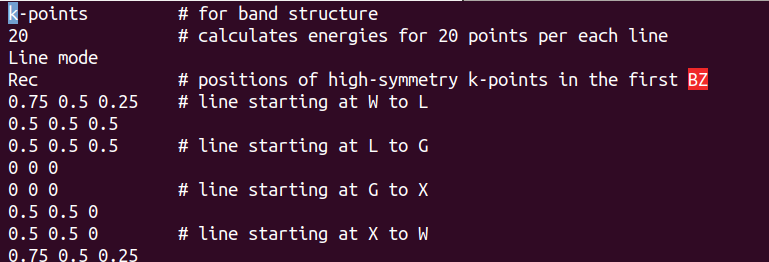 k-points # for band structure
20 # calculates energies for 20 points per each line
Line mode
Rec # positions of high-symmetry k-points in the first BZ
0.75 0.5 0.25 # line starting at W to L
0.5 0.5 0.5
0.5 0.5 0.5 # line starting at L to G
0 0 0
0 0 0 # line starting at G to X
0.5 0.5 0
0.5 0.5 0 # line starting at X to W
0.75 0.5 0.25